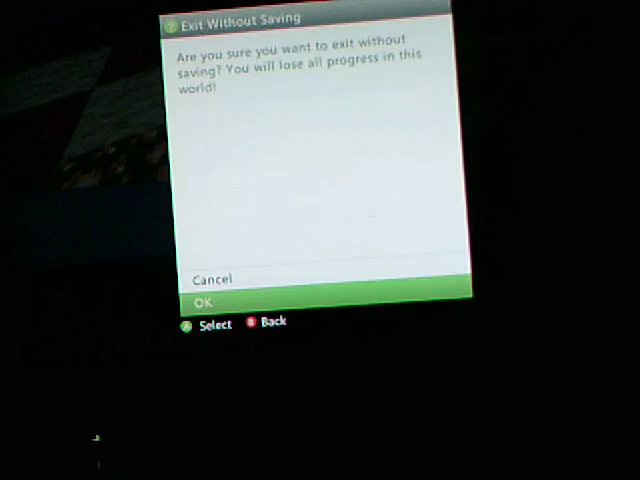 Exit Without Saving
Are you sure you want to exit without
saving? You will lose all progress in this
world!
Cancel
OK
A Select B Back